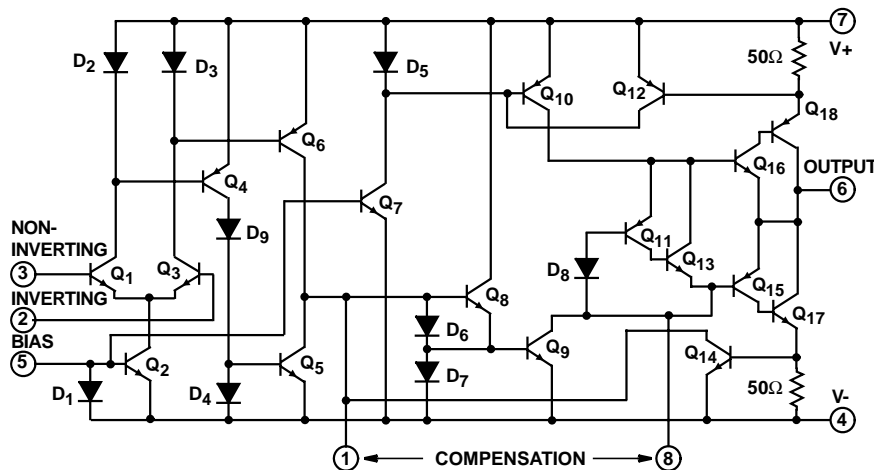 7
V+
50Ω
D2
D3
D5
Q10
Q12
Q18
Q6
Q4
Q7
Q16
OUTPUT
6
D9
Q11
Q13
D8
NON-
INVERTING
3
Q1
Q3
INVERTING
2
BIAS
5
Q2
D1
D4
Q5
D6
D7
Q8
Q9
Q15
Q17
Q14
50Ω
V-
4
1 COMPENSATION 8